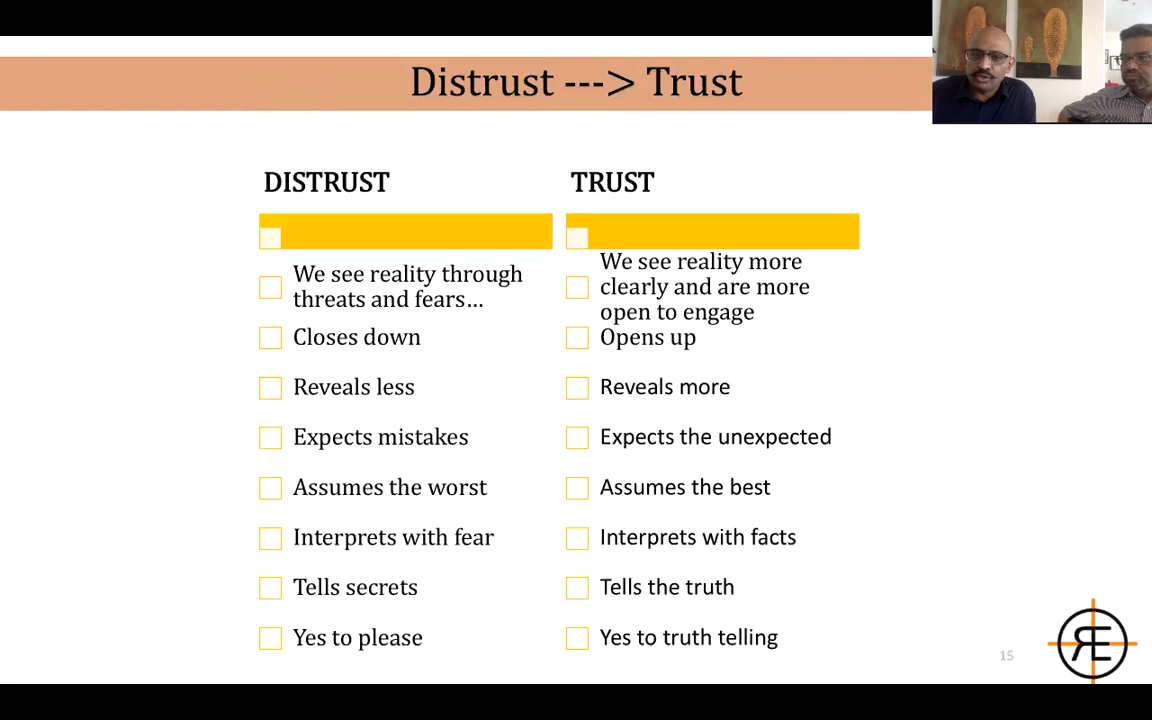 Distrust ---> Trust
DISTRUST
We see reality through
threats and fears…
Closes down
Reveals less
Expects mistakes
Assumes the worst
Interprets with fear
Tells secrets
Yes to please
TRUST
We see reality more
clearly and are more
open to engage
Opens up
Reveals more
Expects the unexpected
Assumes the best
Interprets with facts
Tells the truth
Yes to truth telling
15
RE